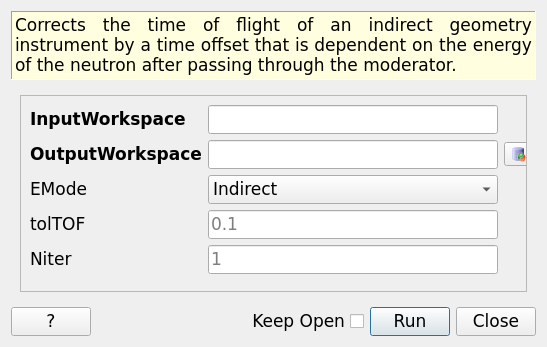 Corrects the time of flight of an indirect geometry
instrument by a time offset that is dependent on the energy
of the neutron after passing through the moderator.
InputWorkspace
OutputWorkspace
EMode Indirect
tolTOF 0.1
Niter 1
? Keep Open Run Close